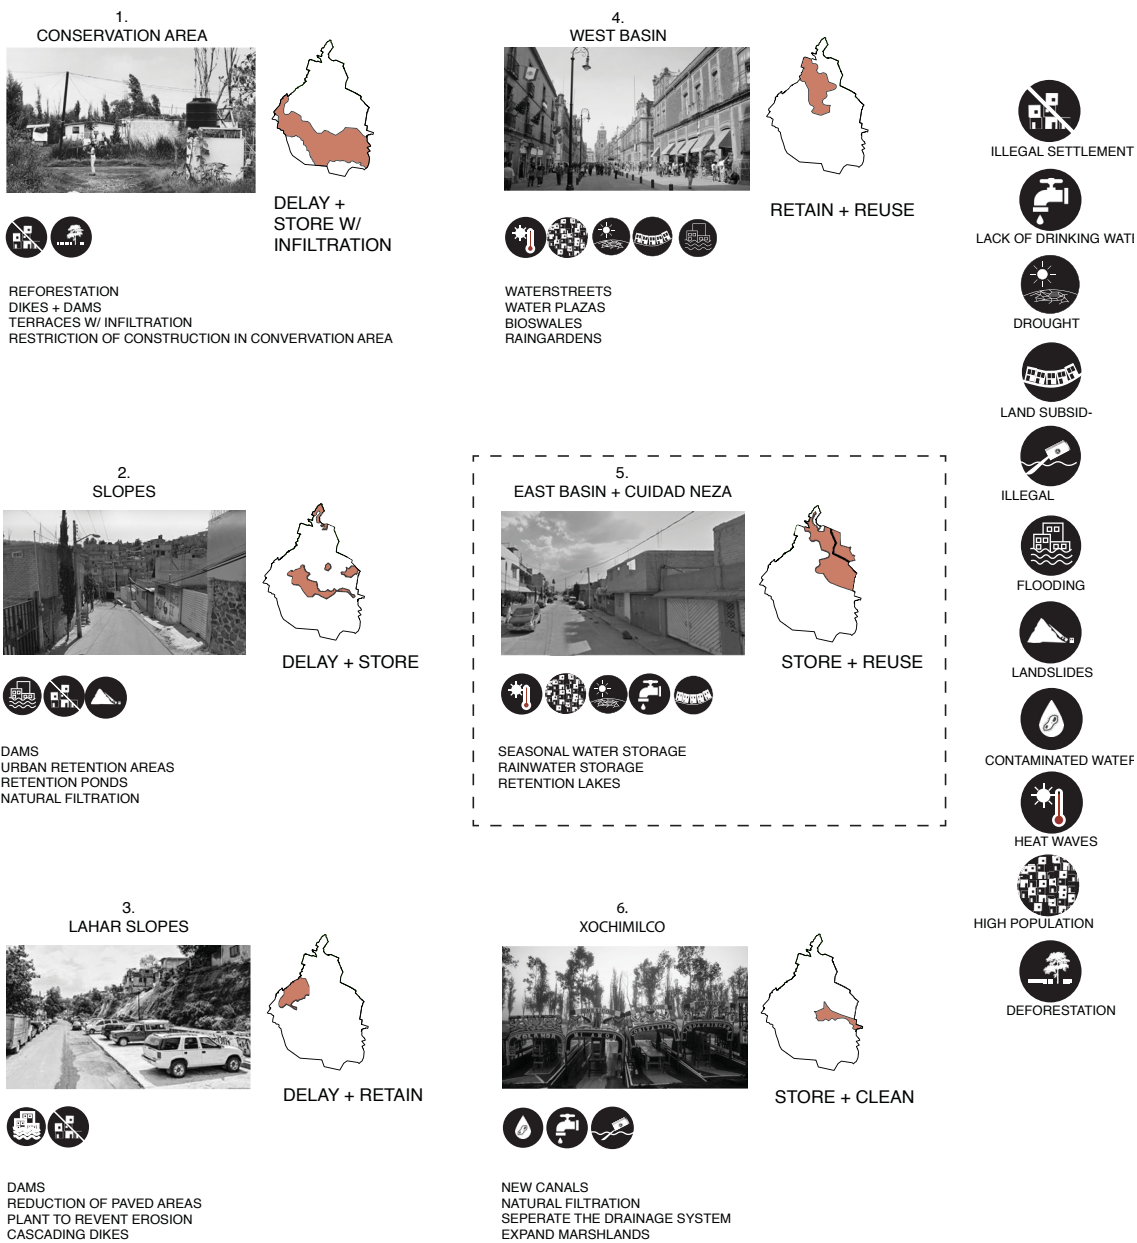 1.
CONSERVATION AREA
DELAY +
STORE W/
INFILTRATION
REFORESTATION
DIKES + DAMS
TERRACES W/ INFILTRATION
RESTRICTION OF CONSTRUCTION IN CONVERVATION AREA
2.
SLOPES
DELAY + STORE
DAMS
URBAN RETENTION AREAS
RETENTION PONDS
NATURAL FILTRATION
3.
LAHAR SLOPES
DELAY + RETAIN
DAMS
REDUCTION OF PAVED AREAS
PLANT TO REVENT EROSION
CASCADING DIKES
4.
WEST BASIN
RETAIN + REUSE
WATERSTREETS
WATER PLAZAS
BIOSWALES
RAINGARDENS
5.
EAST BASIN + CUIDAD NEZA
STORE + REUSE
SEASONAL WATER STORAGE
RAINWATER STORAGE
RETENTION LAKES
6.
XOCHIMILCO
STORE + CLEAN
NEW CANALS
NATURAL FILTRATION
SEPERATE THE DRAINAGE SYSTEM
EXPAND MARSHLANDS
ILLEGAL SETTLEMENT
LACK OF DRINKING WATE
DROUGHT
LAND SUBSID-
ILLEGAL
FLOODING
LANDSLIDES
CONTAMINATED WATER
HEAT WAVES
HIGH POPULATION
DEFORESTATION